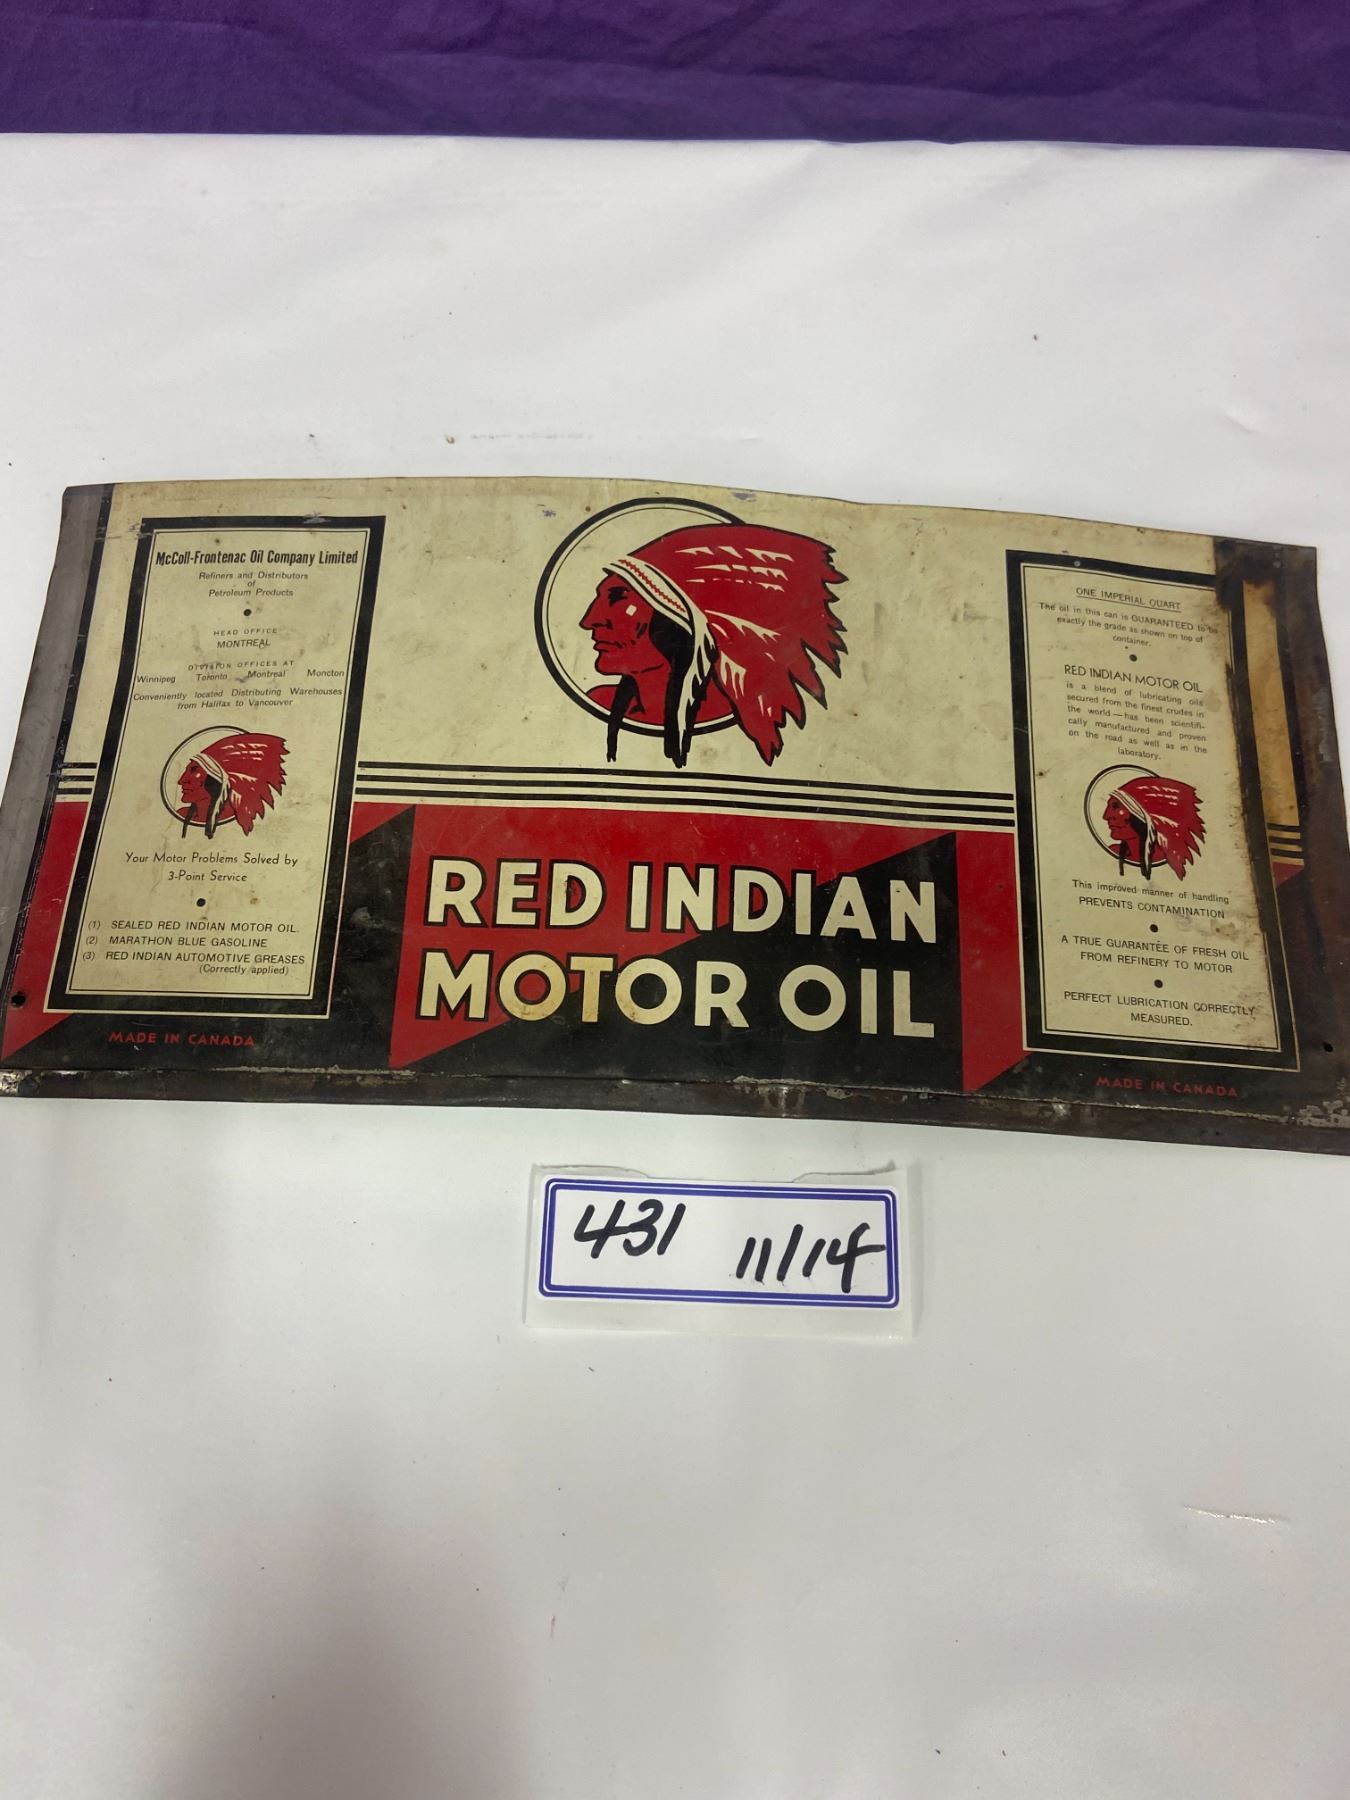 McColl-Frontenac Oil Company Limited
Refiners and Distributors
of
Petroleum Products
HEAD OFFICE
MONTREAL
DIVISION OFFICES AT
Winnipeg Toronto Montreal Moncton
Conveniently located Distributing Warehouses
from Halifax to Vancouver
Your Motor Problems Solved by
3-Point Service
(1) SEALED RED INDIAN MOTOR OIL.
(2) MARATHON BLUE GASOLINE
(3) RED INDIAN AUTOMOTIVE GREASES
(Correctly applied)
MADE IN CANADA
RED INDIAN
MOTOR OIL
ONE IMPERIAL QUART
The oil in this can is GUARANTEED to be
exactly the grade as shown on top of
container.
RED INDIAN MOTOR OIL
is a blend of lubricating oils
secured from the finest crudes in
the world—has been scientifi-
cally manufactured and proven
on the road as well as in the
laboratory.
This improved manner of handling
PREVENTS CONTAMINATION
A TRUE GUARANTEE OF FRESH OIL
FROM REFINERY TO MOTOR
PERFECT LUBRICATION CORRECTLY
MEASURED.
MADE IN CANADA
431 11/14